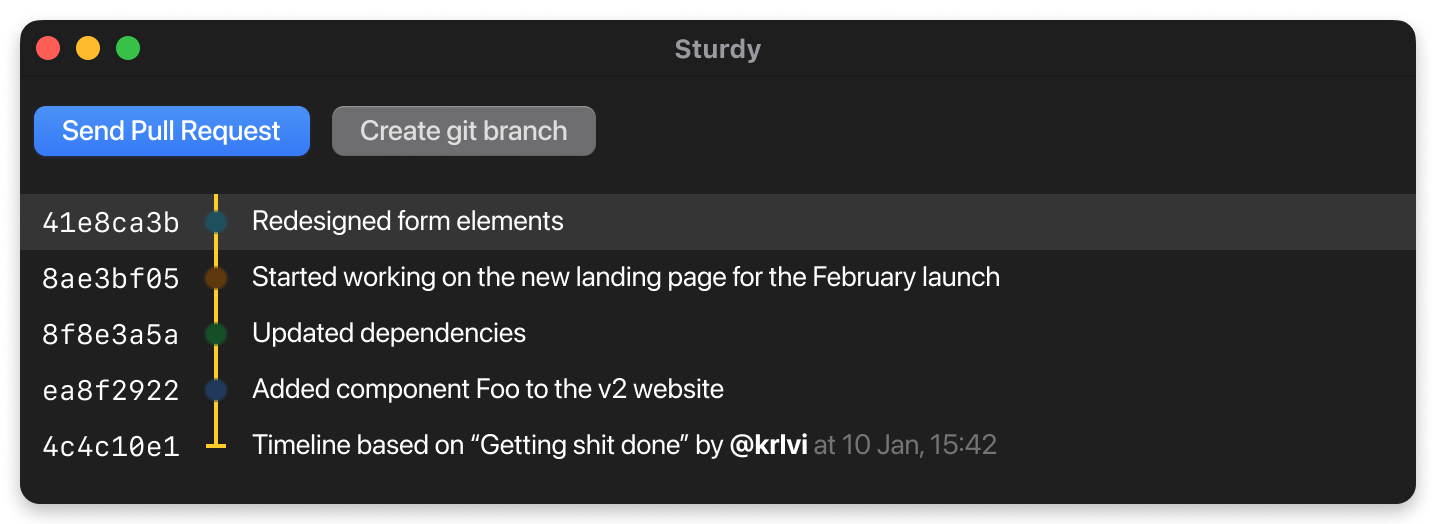 Sturdy
Send Pull Request
Create git branch
41e8ca3b Redesigned form elements
8ae3bf05 Started working on the new landing page for the February launch
8f8e3a5a Updated dependencies
ea8f2922 Added component Foo to the v2 website
4c4c10e1 Timeline based on “Getting shit done” by @krlvi at 10 Jan, 15:42